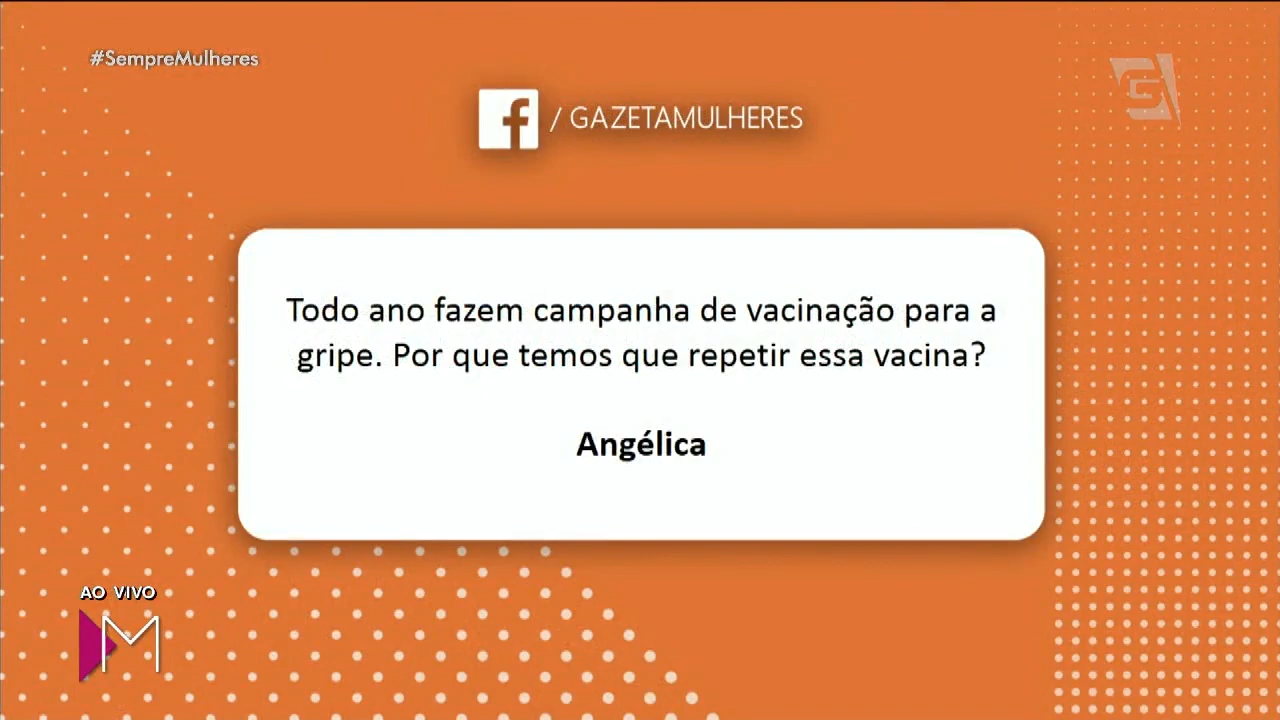 #SempreMulheres
/ GAZETAMULHERES
Todo ano fazem campanha de vacinação para a
gripe. Por que temos que repetir essa vacina?
Angélica
AO VIVO
M